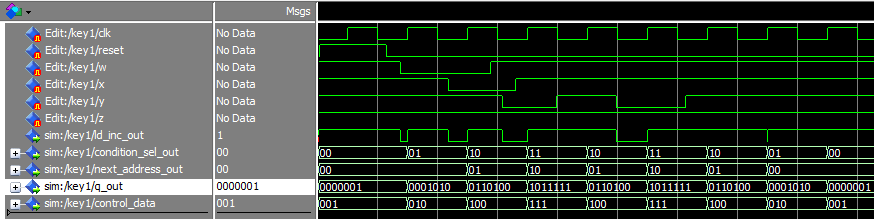 Msgs
Edit:/key1/clk No Data
Edit:/key1/reset No Data
Edit:/key1/w No Data
Edit:/key1/x No Data
Edit:/key1/y No Data
Edit:/key1/z No Data
sim:/key1/ld_inc_out 1
sim:/key1/condition_sel_out 00 00 01 10 11 10 11 10 01 00
sim:/key1/next_address_out 00 00 01 10 01 10 01 00
sim:/key1/q_out 0000001 0000001 0001010 0110100 1011111 0110100 1011111 0110100 0001010 0000001
sim:/key1/control_data 001 001 010 100 111 100 111 100 010 001